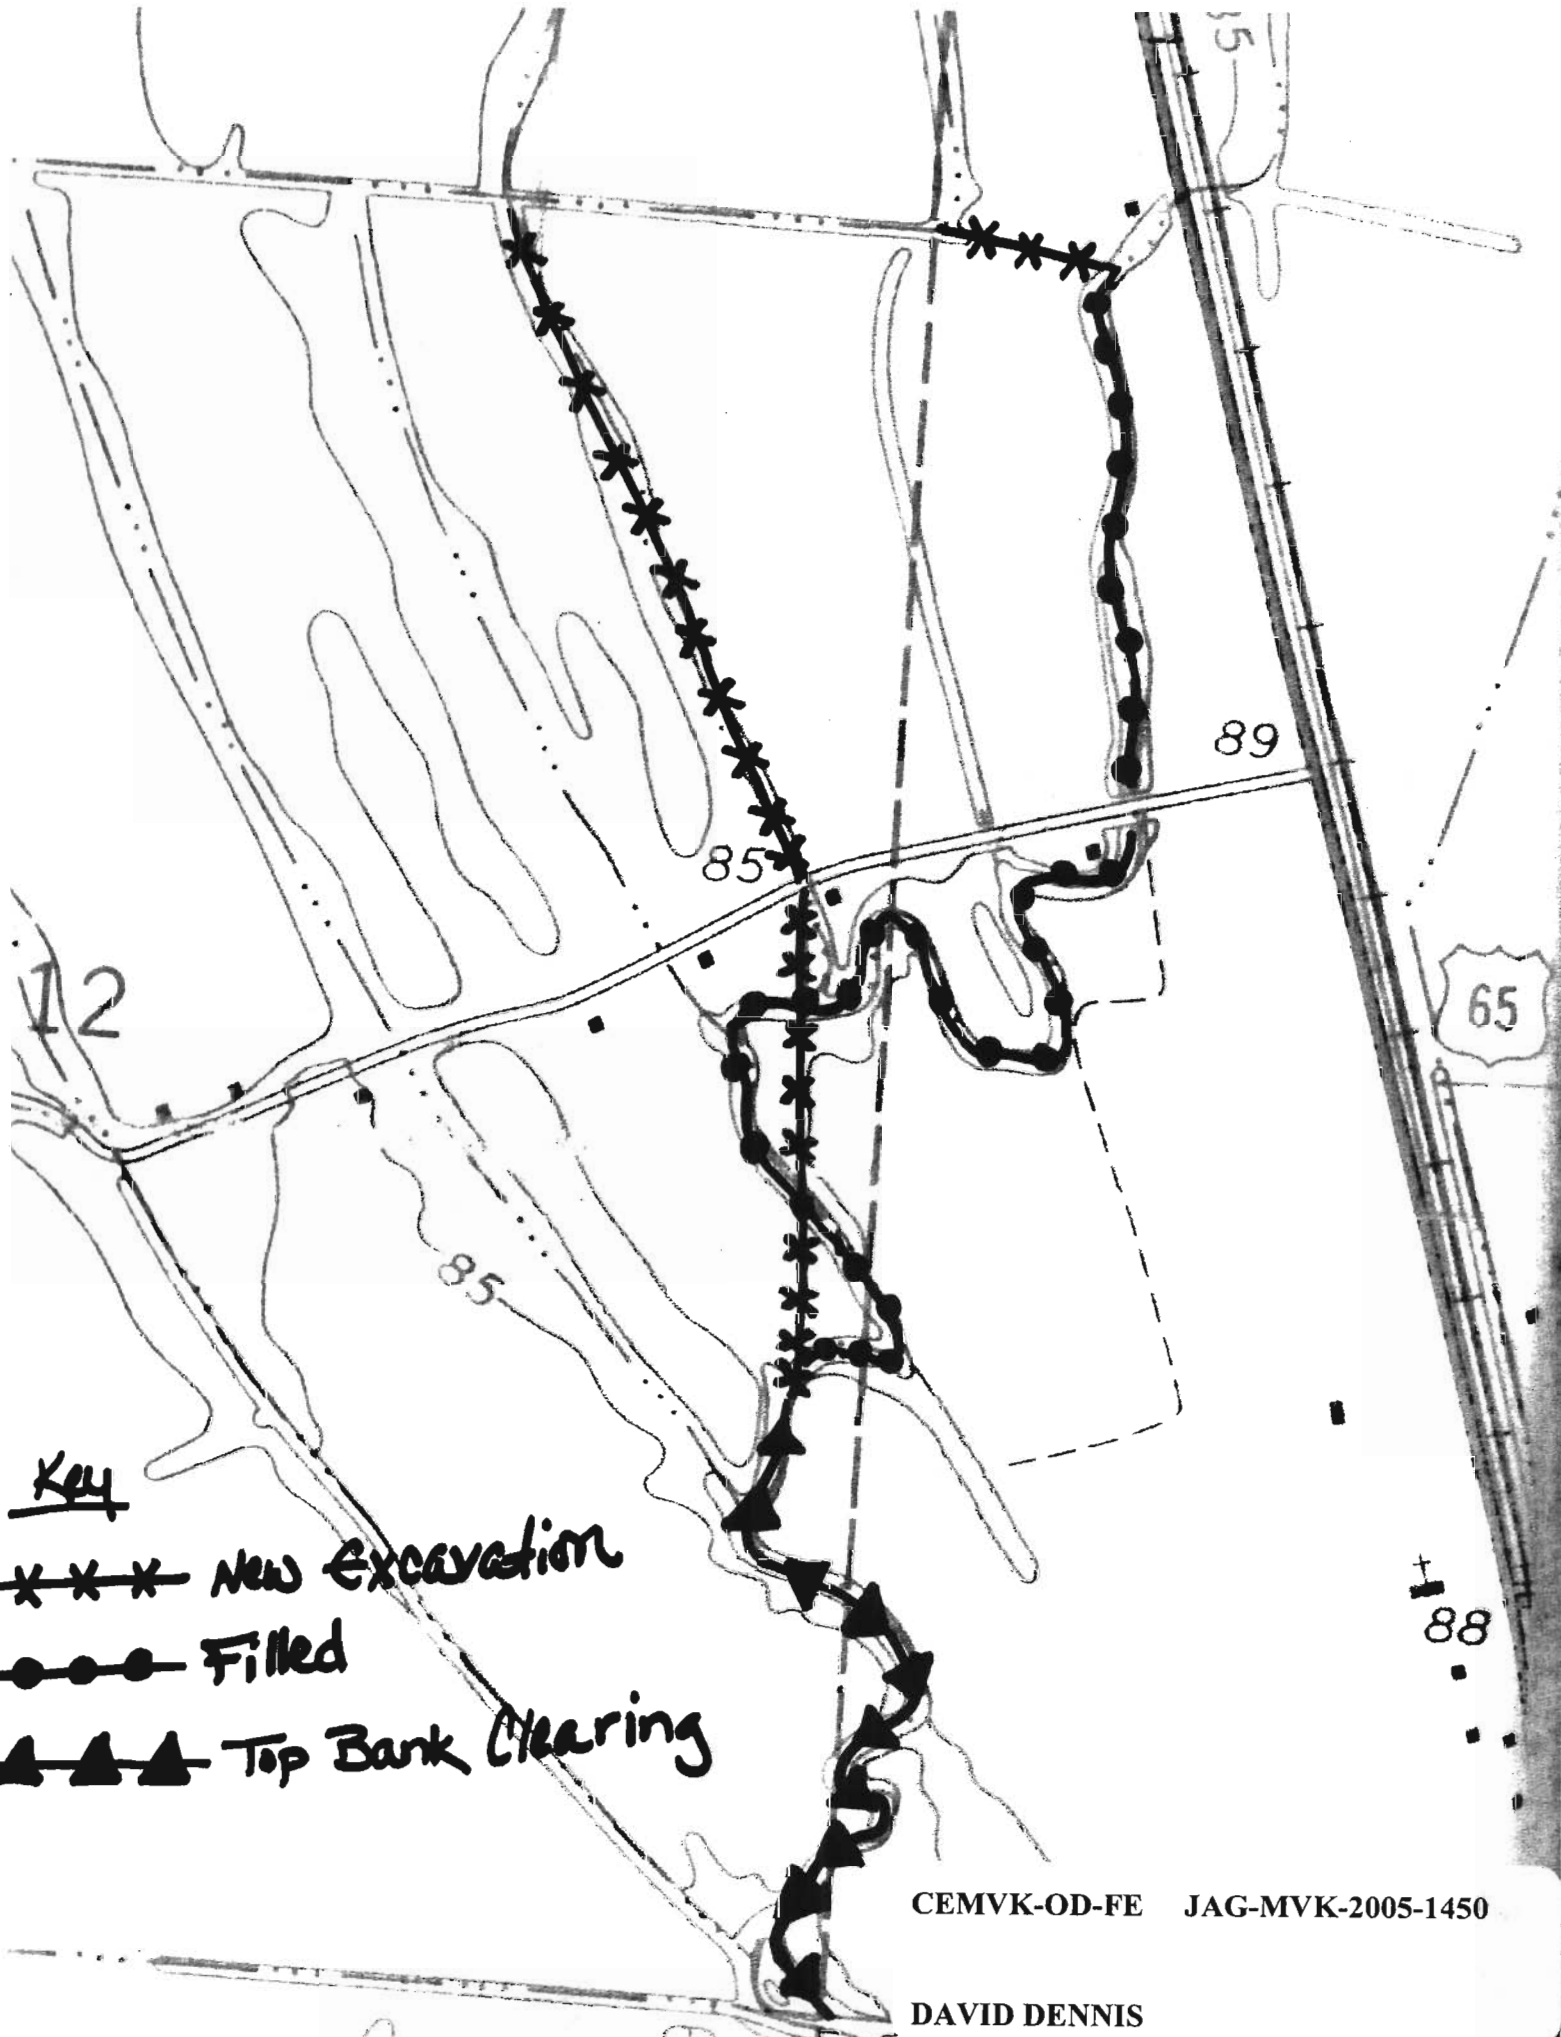 35
89
85
12
65
85
Key
New Excavation
Filled
88
Top Bank Clearing
CEMVK-OD-FE JAG-MVK-2005-1450
DAVID DENNIS